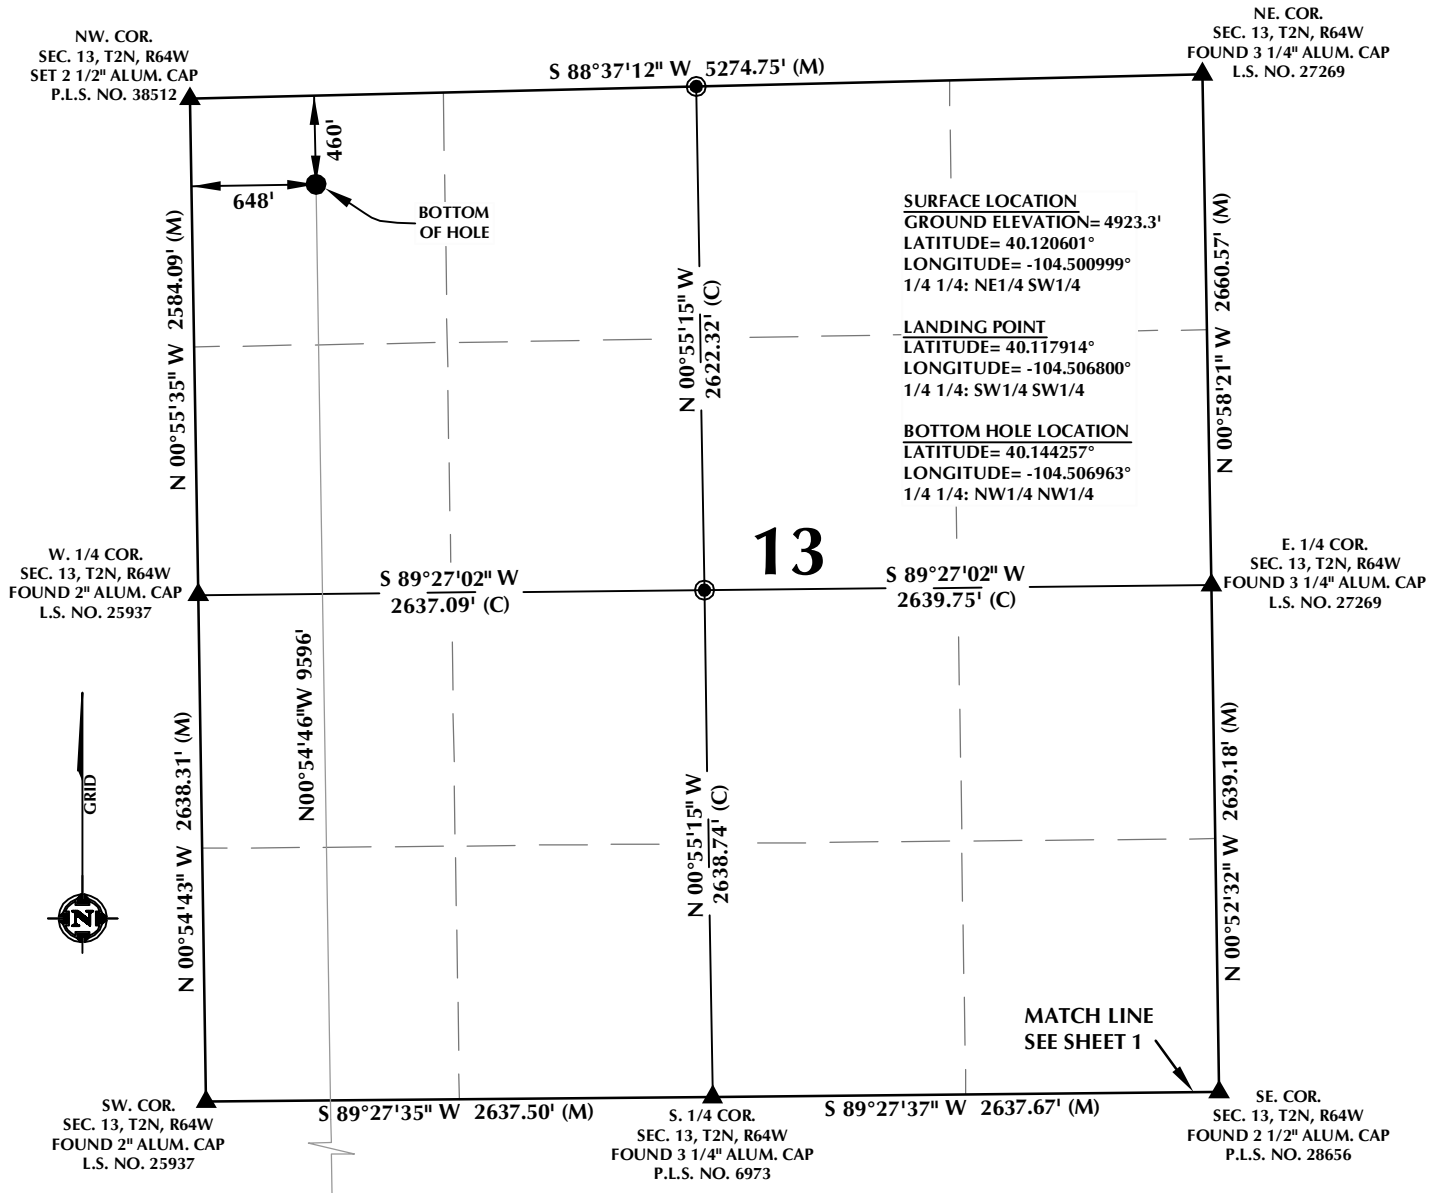 NW. COR.
SEC. 13, T2N, R64W
SET 2 1/2" ALUM. CAP
P.L.S. NO. 38512
S 88°37'12" W 5274.75' (M)
NE. COR.
SEC. 13, T2N, R64W
FOUND 3 1/4" ALUM. CAP
L.S. NO. 27269
460'
648'
BOTTOM
OF HOLE
N 00°55'35" W 2584.09' (M)
N 00°55'15" W
2622.32' (C)
SURFACE LOCATION
GROUND ELEVATION= 4923.3'
LATITUDE= 40.120601°
LONGITUDE= -104.500999°
1/4 1/4: NE1/4 SW1/4
LANDING POINT
LATITUDE= 40.117914°
LONGITUDE= -104.506800°
1/4 1/4: SW1/4 SW1/4
BOTTOM HOLE LOCATION
LATITUDE= 40.144257°
LONGITUDE= -104.506963°
1/4 1/4: NW1/4 NW1/4
N 00°58'21" W 2660.57' (M)
W. 1/4 COR.
SEC. 13, T2N, R64W
FOUND 2" ALUM. CAP
L.S. NO. 25937
S 89°27'02" W
2637.09' (C)
13
S 89°27'02" W
2639.75' (C)
E. 1/4 COR.
SEC. 13, T2N, R64W
FOUND 3 1/4" ALUM. CAP
L.S. NO. 27269
GRID
N
N 00°54'43" W 2638.31' (M)
N00°54'46"W 9596'
N 00°55'15" W
2638.74' (C)
N 00°52'32" W 2639.18' (M)
MATCH LINE
SEE SHEET 1
SW. COR.
SEC. 13, T2N, R64W
FOUND 2" ALUM. CAP
L.S. NO. 25937
S 89°27'35" W 2637.50' (M)
S. 1/4 COR.
SEC. 13, T2N, R64W
FOUND 3 1/4" ALUM. CAP
P.L.S. NO. 6973
S 89°27'37" W 2637.67' (M)
SE. COR.
SEC. 13, T2N, R64W
FOUND 2 1/2" ALUM. CAP
P.L.S. NO. 28656